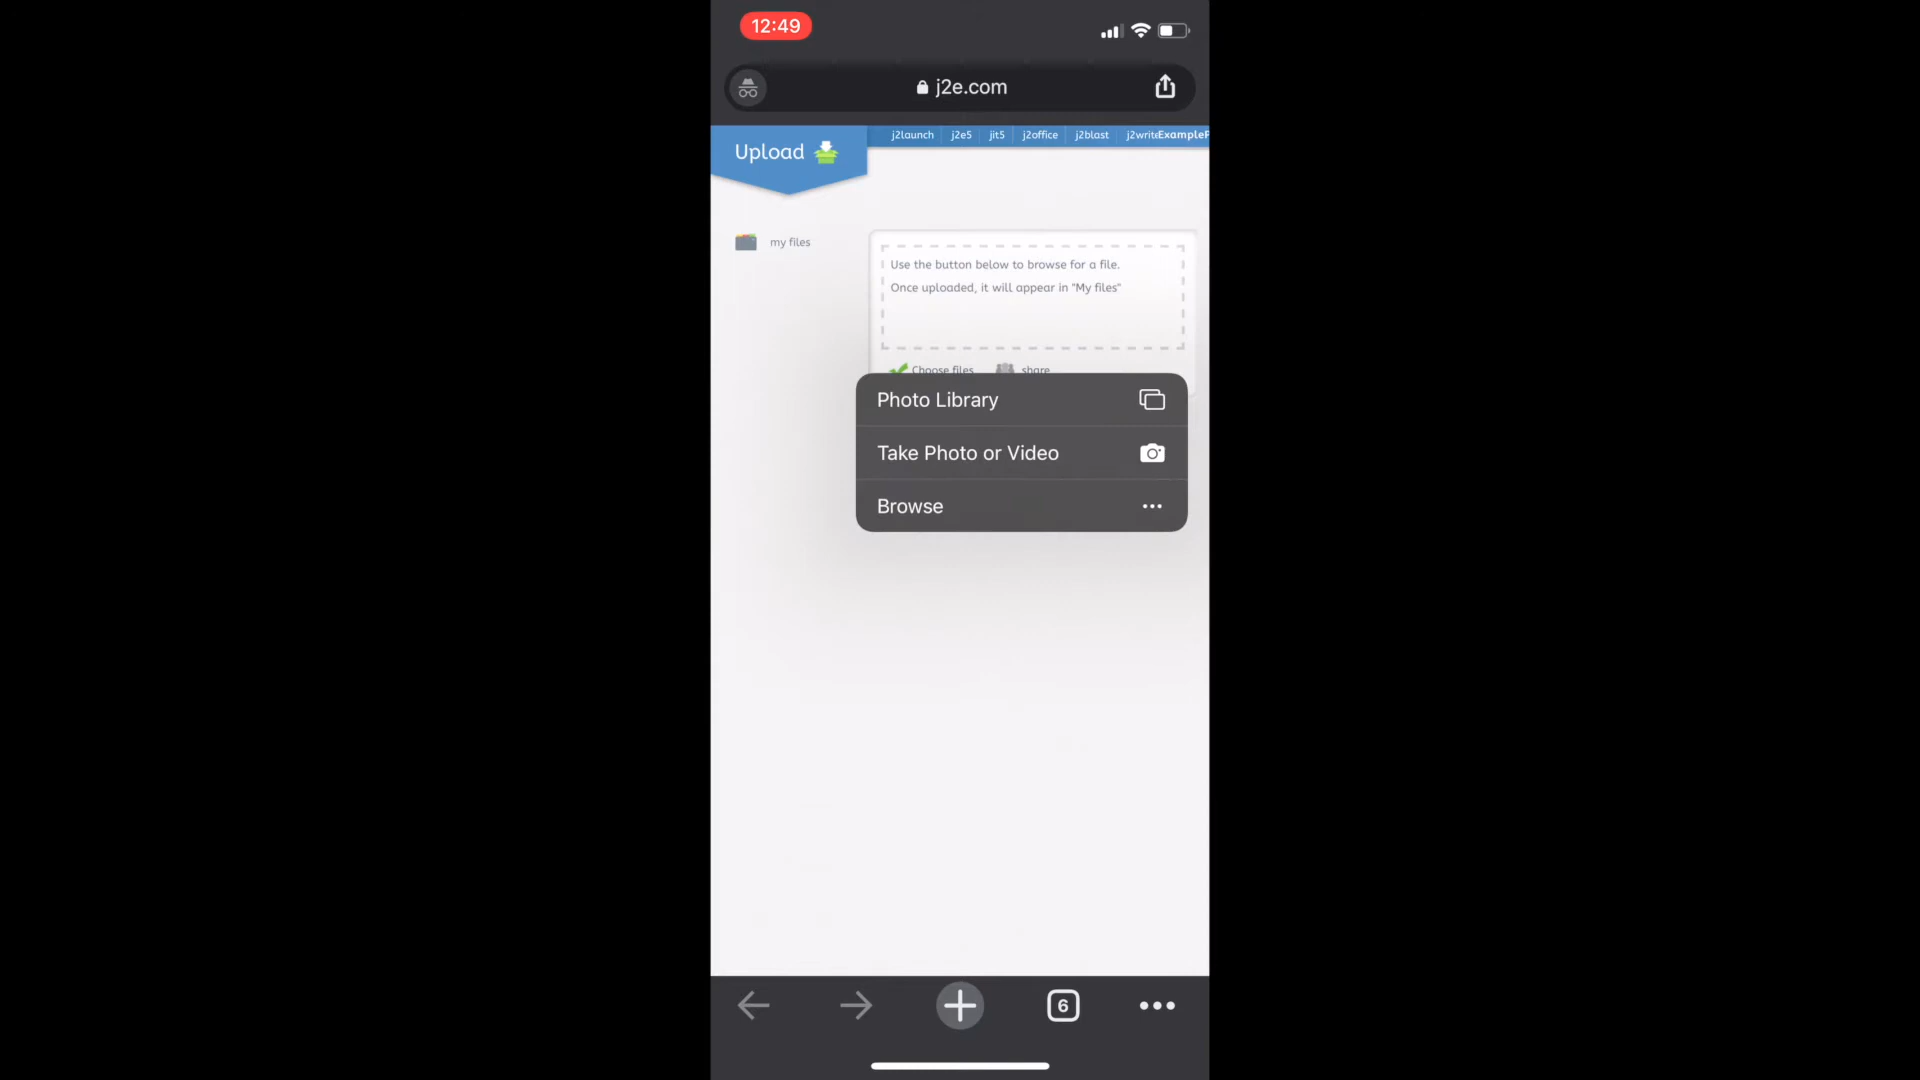 12:49
j2e.com
Upload
j2launch j2e5 jit5 j2office j2blast j2write ExampleP
my files
Use the button below to browse for a file.
Once uploaded, it will appear in "My files"
Choose files share
Photo Library
Take Photo or Video
Browse
6